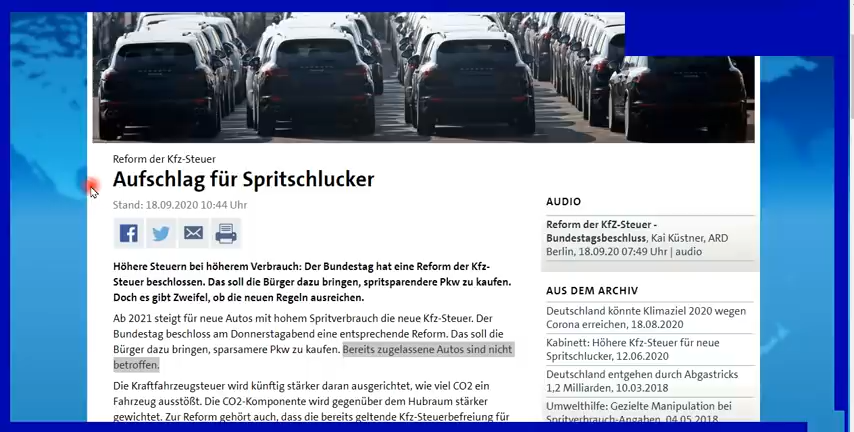 Reform der Kfz-Steuer
Aufschlag für Spritschlucker
Stand: 18.09.2020 10:44 Uhr
Höhere Steuern bei höherem Verbrauch: Der Bundestag hat eine Reform der Kfz-
Steuer beschlossen. Das soll die Bürger dazu bringen, spritsparendere Pkw zu kaufen.
Doch es gibt Zweifel, ob die neuen Regeln ausreichen.
Ab 2021 steigt für neue Autos mit hohem Spritverbrauch die neue Kfz-Steuer. Der
Bundestag beschloss am Donnerstagabend eine entsprechende Reform. Das soll die
Bürger dazu bringen, sparsamere Pkw zu kaufen. Bereits zugelassene Autos sind nicht
betroffen.
Die Kraftfahrzeugsteuer wird künftig stärker daran ausgerichtet, wie viel CO2 ein
Fahrzeug ausstößt. Die CO2-Komponente wird gegenüber dem Hubraum stärker
gewichtet. Zur Reform gehört auch, dass die bereits geltende Kfz-Steuerbefreiung für
AUDIO
Reform der KfZ-Steuer -
Bundestagsbeschluss, Kai Küstner, ARD
Berlin, 18.09.20 07:49 Uhr | audio
AUS DEM ARCHIV
Deutschland könnte Klimaziel 2020 wegen
Corona erreichen, 18.08.2020
Kabinett: Höhere Kfz-Steuer für neue
Spritschlucker, 12.06.2020
Deutschland entgehen durch Abgastricks
1,2 Milliarden, 10.03.2018
Umwelthilfe: Gezielte Manipulation bei
Spritverbrauch-Angaben, 04.05.2018